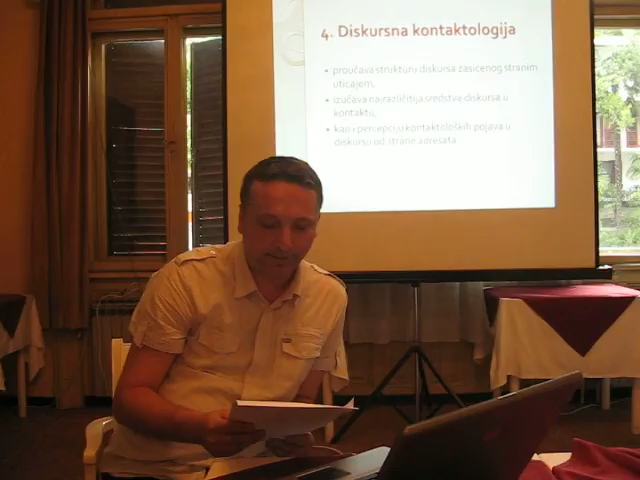 4. Diskursna kontaktologija
• proučava strukturu diskursa zasićenog stranim
uticajem,
• izučava najrazličitija sredstva diskursa u
kontaktu,
• kao i percepciju kontaktoloških pojava u
diskursu od strane adresata